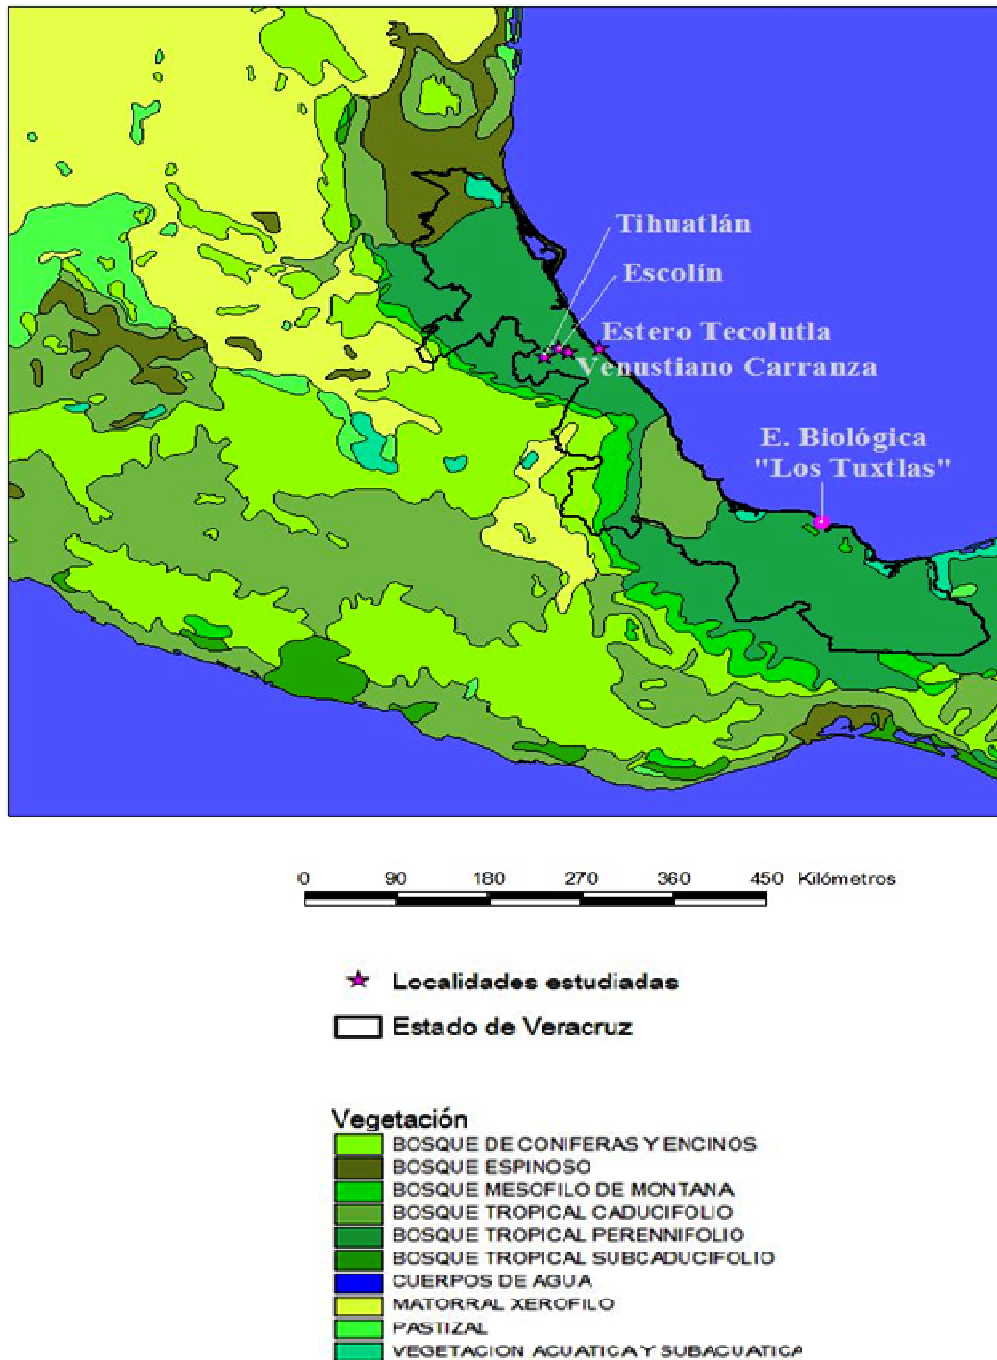 Tihuatlán
Escolín
Estero Tecolutla
Venustiano Carranza
E. Biológica
"Los Tuxtlas"
0 90 180 270 360 450 Kilómetros
Localidades estudiadas
Estado de Veracruz
Vegetación
BOSQUE DE CONIFERAS Y ENCINOS
BOSQUE ESPINOSO
BOSQUE MESOFILO DE MONTANA
BOSQUE TROPICAL CADUCIFOLIO
BOSQUE TROPICAL PERENNIFOLIO
BOSQUE TROPICAL SUBCADUCIFOLIO
CUERPOS DE AGUA
MATORRAL XEROFILO
PASTIZAL
VEGETACION ACUATICA Y SUBACUATICA